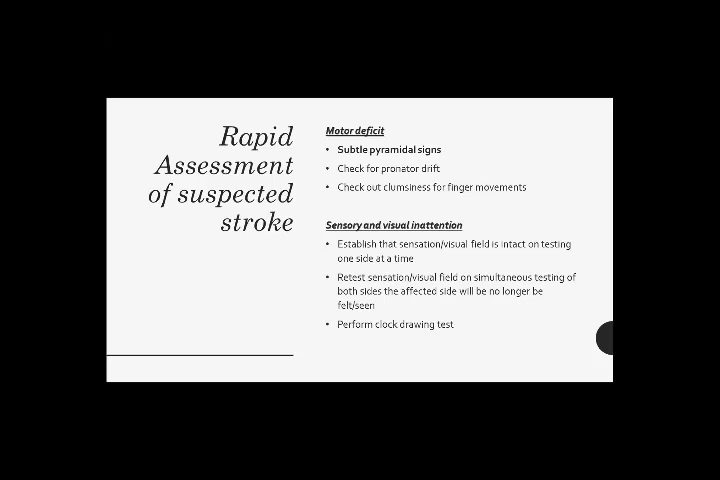 Rapid
Assessment
of suspected
stroke
Motor deficit
• Subtle pyramidal signs
• Check for pronator drift
• Check out clumsiness for finger movements
Sensory and visual inattention
• Establish that sensation/visual field is intact on testing
one side at a time
• Retest sensation/visual field on simultaneous testing of
both sides the affected side will be no longer be
felt/seen
• Perform clock drawing test